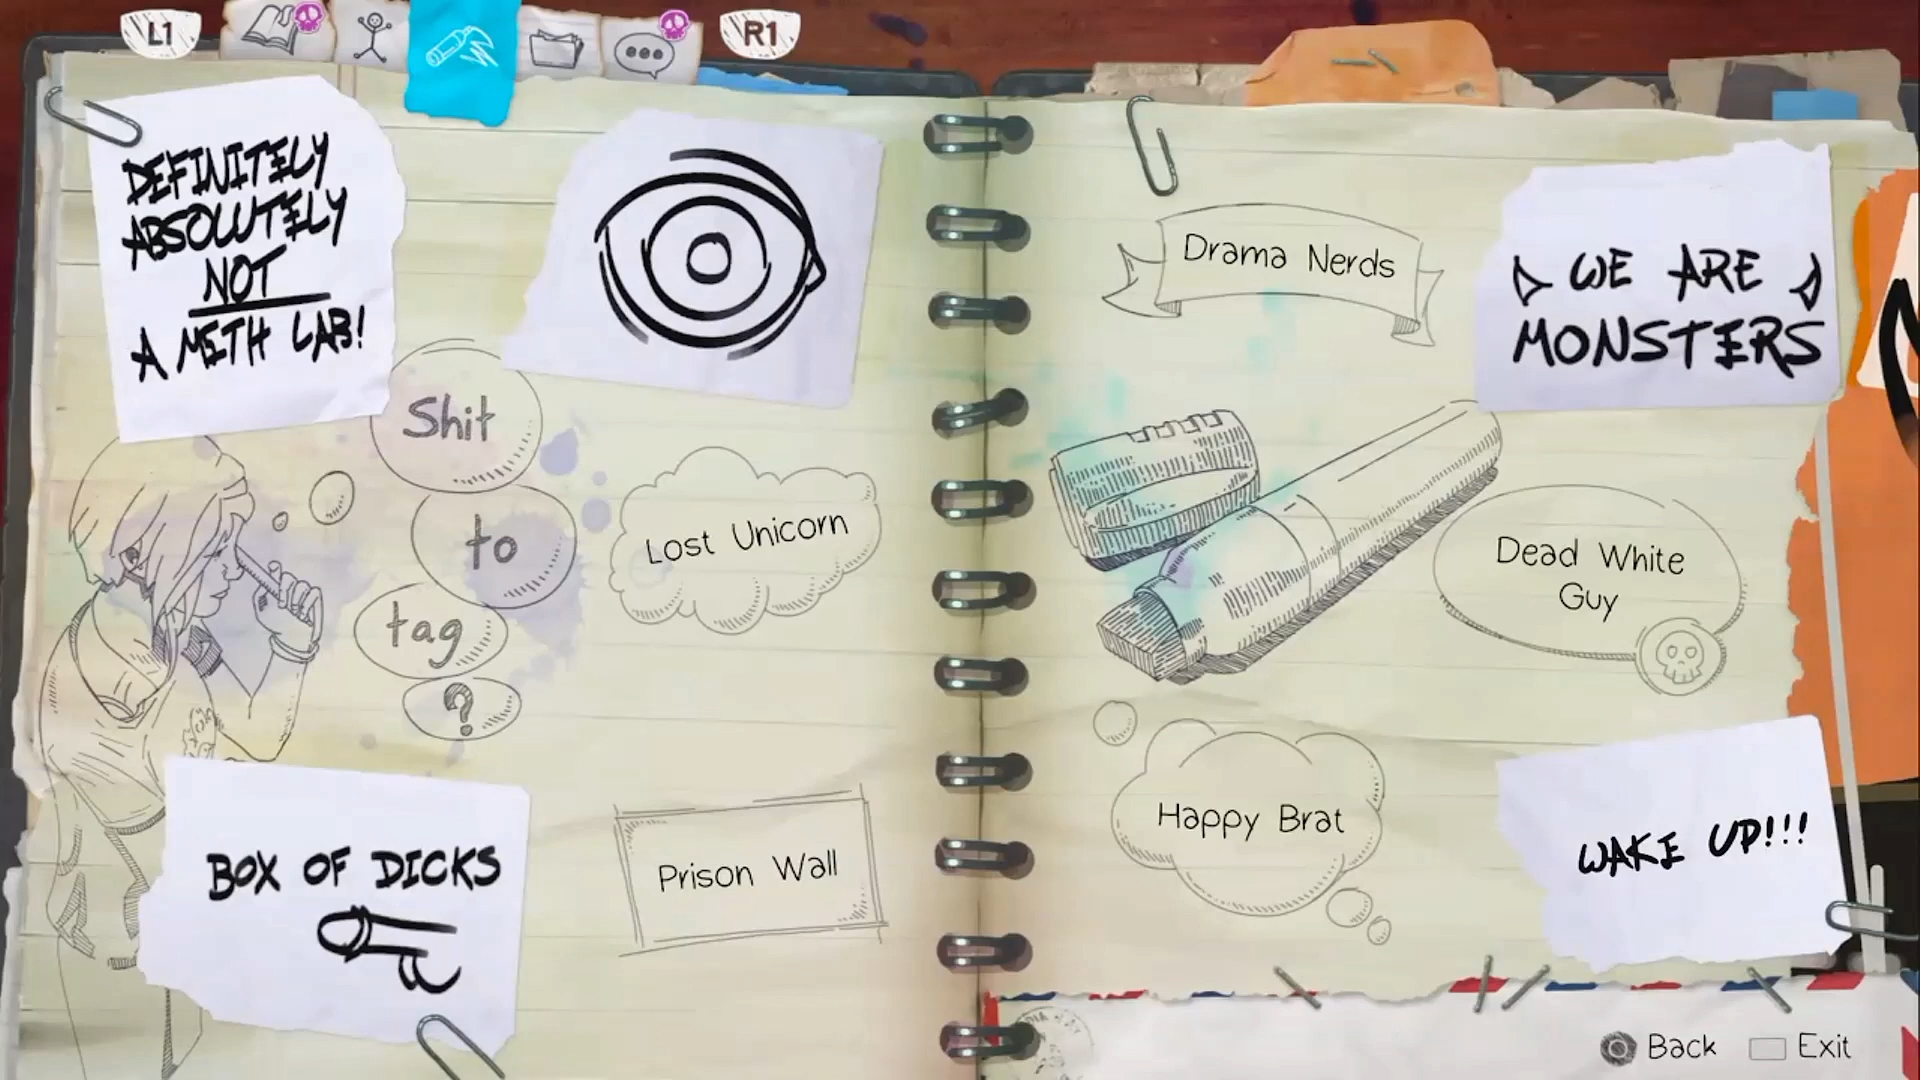 L1
R1
DEFINITELY
ABSOLUTELY
NOT
A METH LAB!
Shit
to
tag
?
Lost Unicorn
BOX OF DICKS
Prison Wall
Drama Nerds
WE ARE
MONSTERS
Dead White
Guy
Happy Brat
WAKE UP!!!
Back
Exit